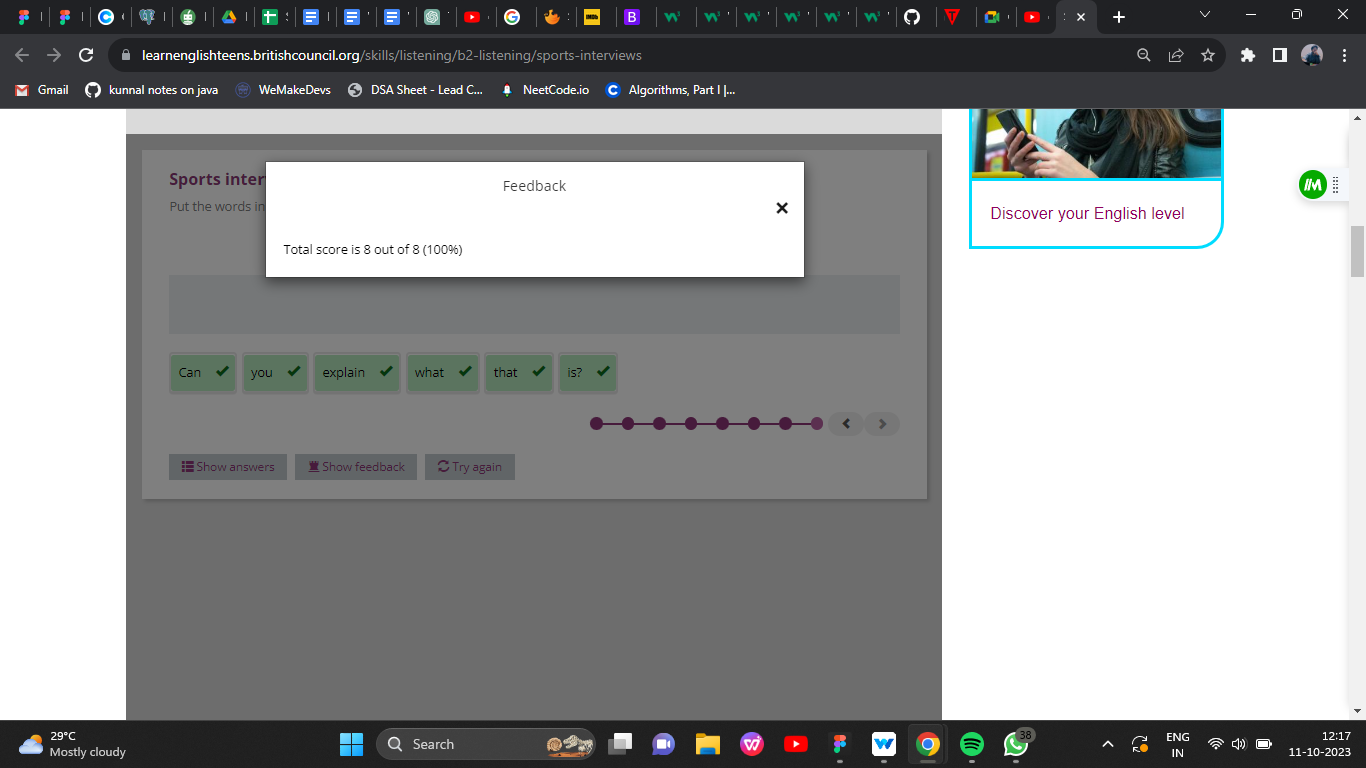 learnenglishteens.britishcouncil.org/skills/listening/b2-listening/sports-interviews
Gmail
kunnal notes on java
WeMakeDevs
DSA Sheet - Lead C...
NeetCode.io
Algorithms, Part I |...
Sports inter
Put the words in
Feedback
Total score is 8 out of 8 (100%)
Can you explain what that is?
Show answers Show feedback Try again
Discover your English level
29°C
Mostly cloudy
Search
38
ENG
IN
12:17
11-10-2023